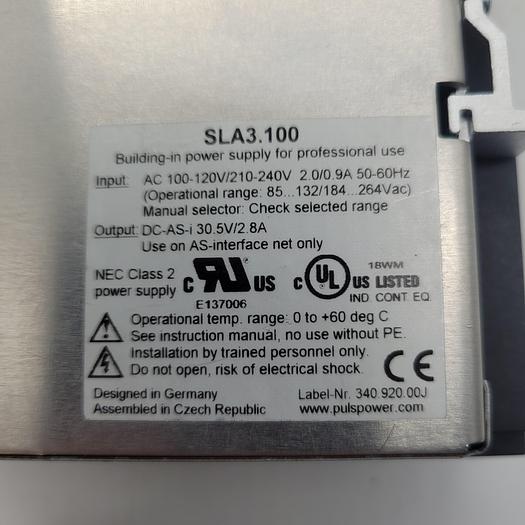 SLA3.100
Building-in power supply for professional use
Input: AC 100-120V/210-240V 2.0/0.9A 50-60Hz
(Operational range: 85...132/184...264Vac)
Manual selector: Check selected range
Output: DC-AS-i 30.5V/2.8A
Use on AS-interface net only
NEC Class 2
power supply
c RU US
E137006
c UL US LISTED
18WM
IND. CONT. EQ.
Operational temp. range: 0 to +60 deg C
See instruction manual, no use without PE.
Installation by trained personnel only.
Do not open, risk of electrical shock.
CE
Designed in Germany
Assembled in Czech Republic
Label-Nr. 340.920.00J
www.pulspower.com